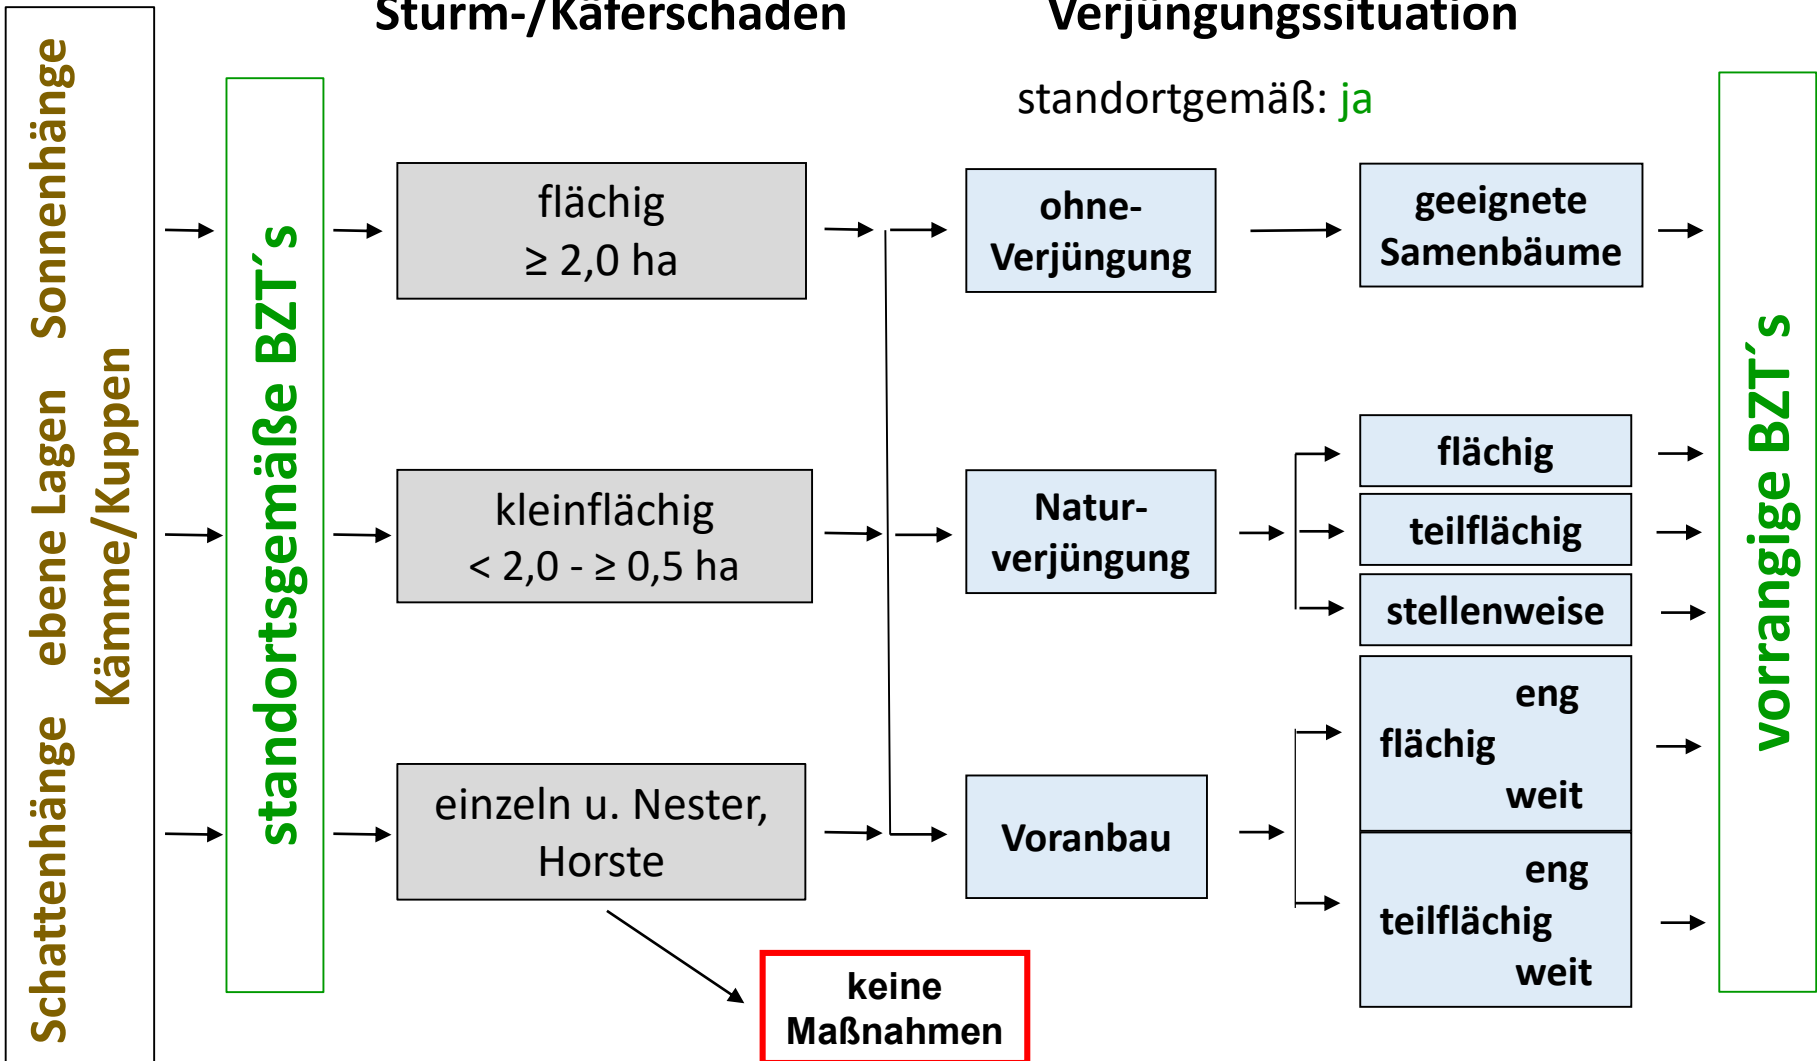 Sturm-/Käferschaden
Verjüngungssituation
standortgemäß: ja
Schattenhänge ebene Lagen Sonnenhänge
Kämme/Kuppen
standortsgemäße BZT´s
flächig
≥ 2,0 ha
kleinflächig
< 2,0 - ≥ 0,5 ha
einzeln u. Nester,
Horste
keine
Maßnahmen
ohne-
Verjüngung
Natur-
verjüngung
Voranbau
geeignete
Samenbäume
flächig
teilflächig
stellenweise
eng
flächig
weit
eng
teilflächig
weit
vorrangige BZT´s